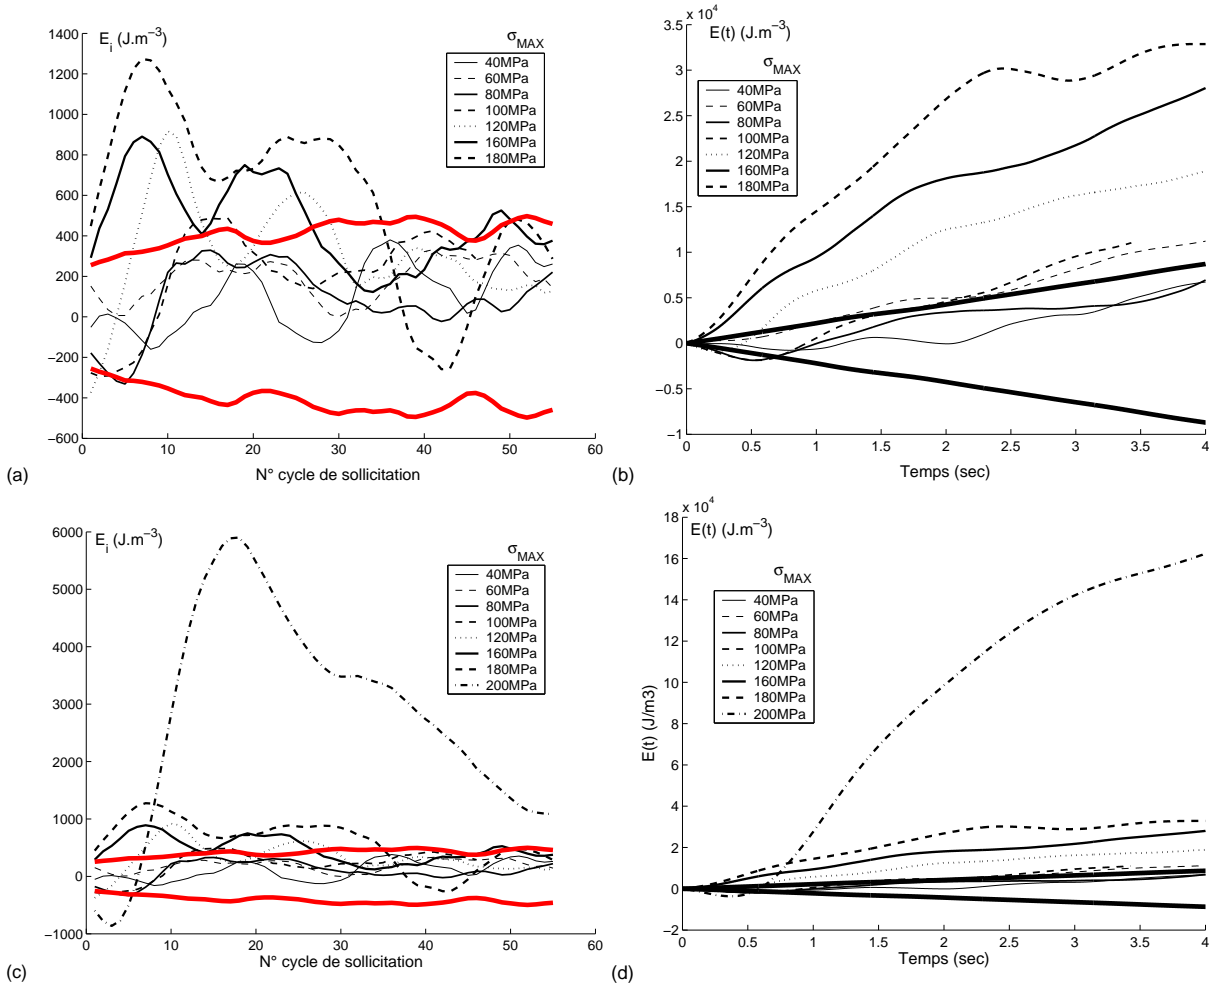 E_i (J.m⁻³)
σ_MAX
40MPa
60MPa
80MPa
100MPa
120MPa
160MPa
180MPa
1400
1200
1000
800
600
400
200
0
−200
−400
−600
0 10 20 30 40 50 60
N° cycle de sollicitation
(a)
x 10⁴
E(t) (J.m⁻³)
σ_MAX
40MPa
60MPa
80MPa
100MPa
120MPa
160MPa
180MPa
3.5
3
2.5
2
1.5
1
0.5
0
−0.5
−1
0 0.5 1 1.5 2 2.5 3 3.5 4
Temps (sec)
(b)
E_i (J.m⁻³)
σ_MAX
40MPa
60MPa
80MPa
100MPa
120MPa
160MPa
180MPa
200MPa
6000
5000
4000
3000
2000
1000
0
−1000
0 10 20 30 40 50 60
N° cycle de sollicitation
(c)
x 10⁴
E(t) (J.m⁻³)
σ_MAX
40MPa
60MPa
80MPa
100MPa
120MPa
160MPa
180MPa
200MPa
18
16
14
12
10
8
6
4
2
0
−2
E(t) (J/m3)
0 0.5 1 1.5 2 2.5 3 3.5 4
Temps (sec)
(d)